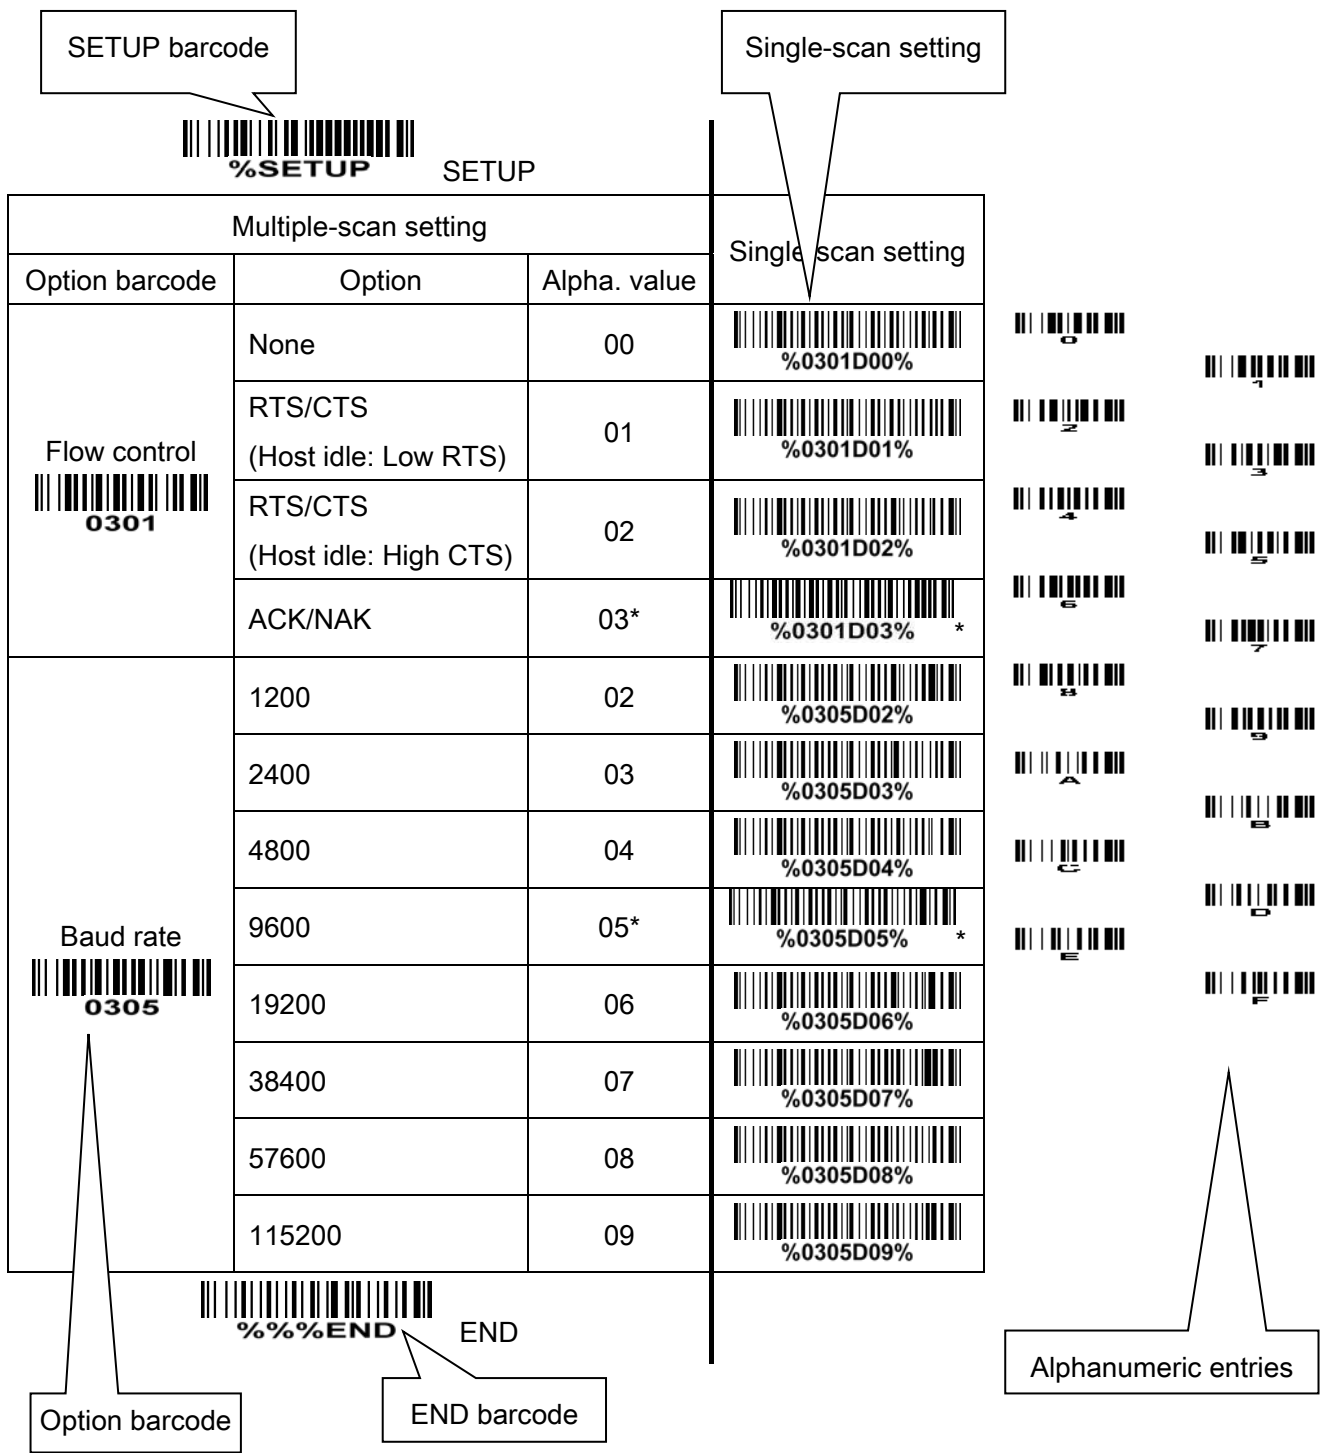 SETUP barcode
Single-scan setting
%SETUP SETUP
Multiple-scan setting
Single-scan setting
Option barcode Option Alpha. value
Flow control
0301
None 00 %0301D00%
RTS/CTS
(Host idle: Low RTS) 01 %0301D01%
RTS/CTS
(Host idle: High CTS) 02 %0301D02%
ACK/NAK 03* %0301D03% *
Baud rate
0305
1200 02 %0305D02%
2400 03 %0305D03%
4800 04 %0305D04%
9600 05* %0305D05% *
19200 06 %0305D06%
38400 07 %0305D07%
57600 08 %0305D08%
115200 09 %0305D09%
0
1
2
3
4
5
6
7
8
9
A
B
C
D
E
F
%%%END END
Option barcode
END barcode
Alphanumeric entries